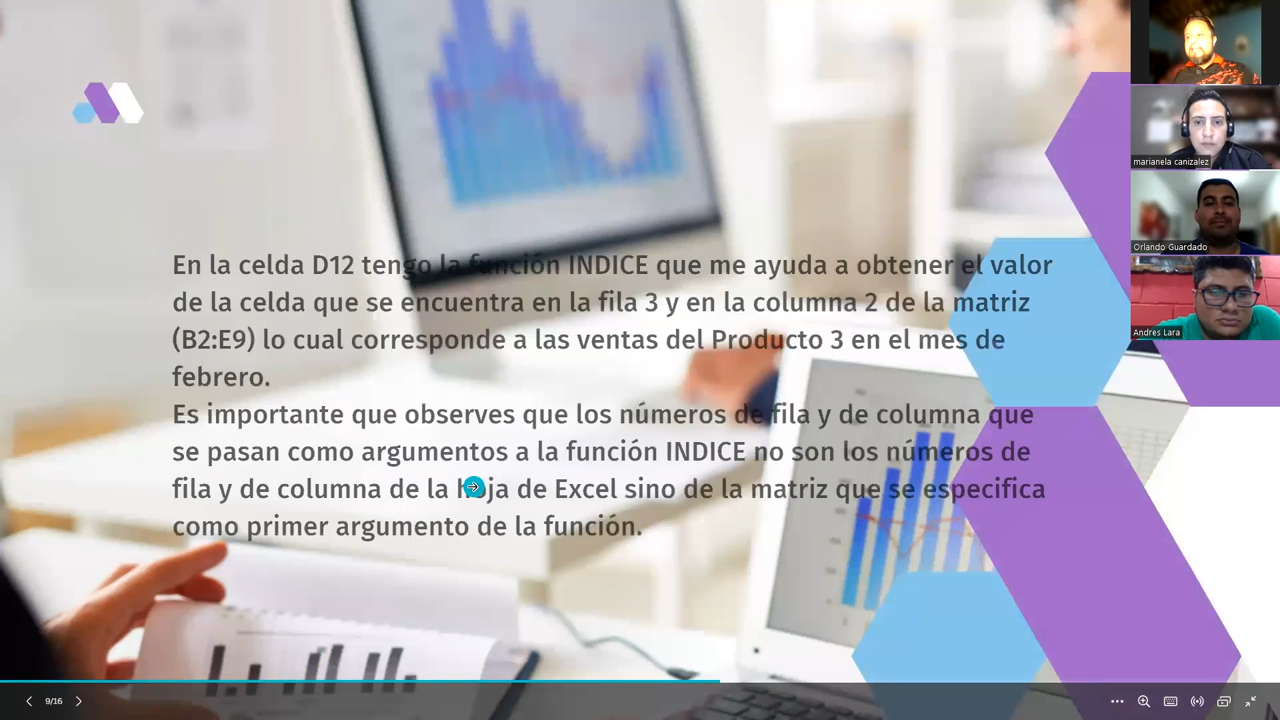 En la celda D12 tengo la función INDICE que me ayuda a obtener el valor
de la celda que se encuentra en la fila 3 y en la columna 2 de la matriz
(B2:E9) lo cual corresponde a las ventas del Producto 3 en el mes de
febrero.
Es importante que observes que los números de fila y de columna que
se pasan como argumentos a la función INDICE no son los números de
fila y de columna de la hoja de Excel sino de la matriz que se especifica
como primer argumento de la función.
marianela canizalez
Orlando Guardado
Andres Lara
9/16